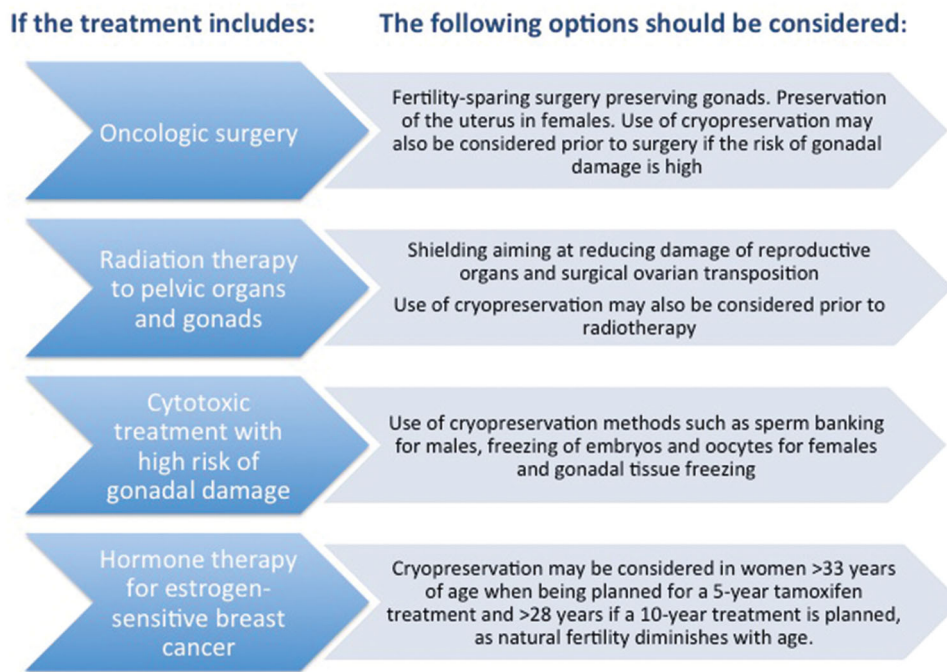 If the treatment includes:
The following options should be considered:
Oncologic surgery
Fertility-sparing surgery preserving gonads. Preservation
of the uterus in females. Use of cryopreservation may
also be considered prior to surgery if the risk of gonadal
damage is high
Radiation therapy
to pelvic organs
and gonads
Shielding aiming at reducing damage of reproductive
organs and surgical ovarian transposition
Use of cryopreservation may also be considered prior to
radiotherapy
Cytotoxic
treatment with
high risk of
gonadal damage
Use of cryopreservation methods such as sperm banking
for males, freezing of embryos and oocytes for females
and gonadal tissue freezing
Hormone therapy
for estrogen-
sensitive breast
cancer
Cryopreservation may be considered in women >33 years
of age when being planned for a 5-year tamoxifen
treatment and >28 years if a 10-year treatment is planned,
as natural fertility diminishes with age.